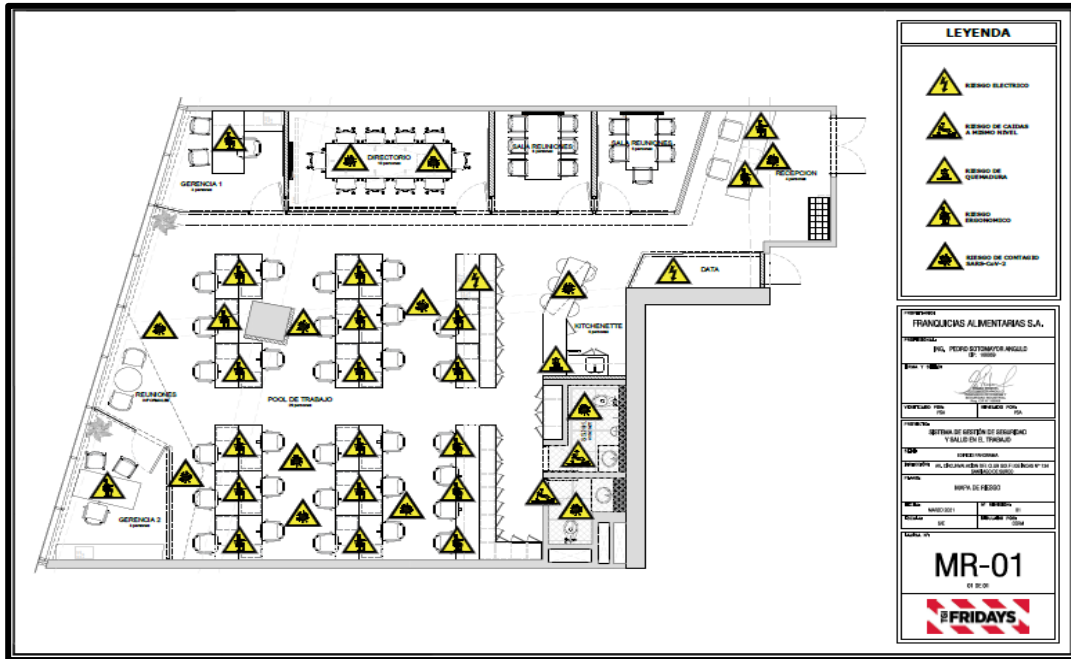 LEYENDA
RIESGO ELECTRICO
RIESGO DE CAIDAS
A MISMO NIVEL
RIESGO DE
QUEMADURA
RIESGO
ERGONOMICO
RIESGO DE CONTAGIO
SARS-CoV-2
DIRECTORIO
SALA REUNIONES
SALA REUNIONES
GERENCIA 1
RECEPCION
DATA
KITCHENETTE
REUNIONES
POOL DE TRABAJO
GERENCIA 2
FRANQUICIAS ALIMENTARIAS S.A.
ING. PEDRO SOTOMAYOR ANGULO
SISTEMA DE GESTIÓN DE SEGURIDAD
Y SALUD EN EL TRABAJO
MAPA DE RIESGO
MARZO 2021
01
MR-01
01 DE 01
TGI FRIDAYS